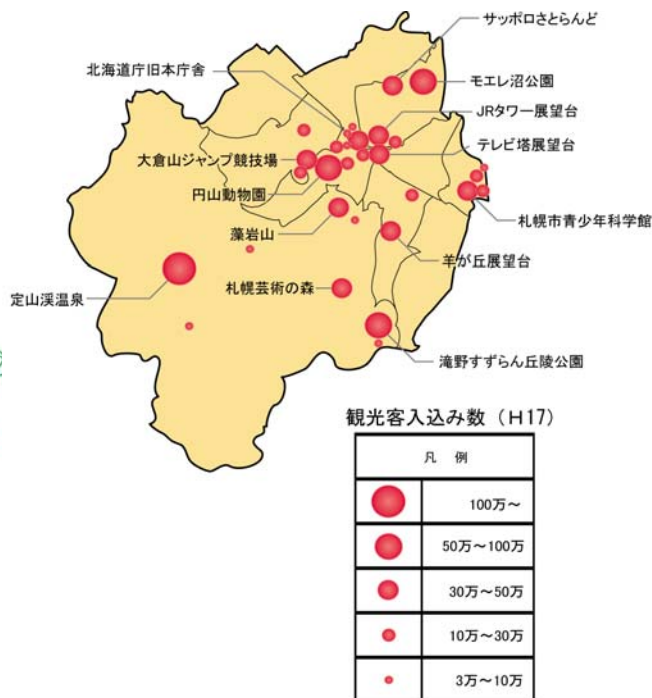 サッポロさとらんど
北海道庁旧本庁舎
モエレ沼公園
JRタワー展望台
大倉山ジャンプ競技場
テレビ塔展望台
円山動物園
札幌市青少年科学館
藻岩山
羊が丘展望台
定山渓温泉
札幌芸術の森
滝野すずらん丘陵公園
観光客入込み数（H17）
凡 例
100万～
50万～100万
30万～50万
10万～30万
3万～10万